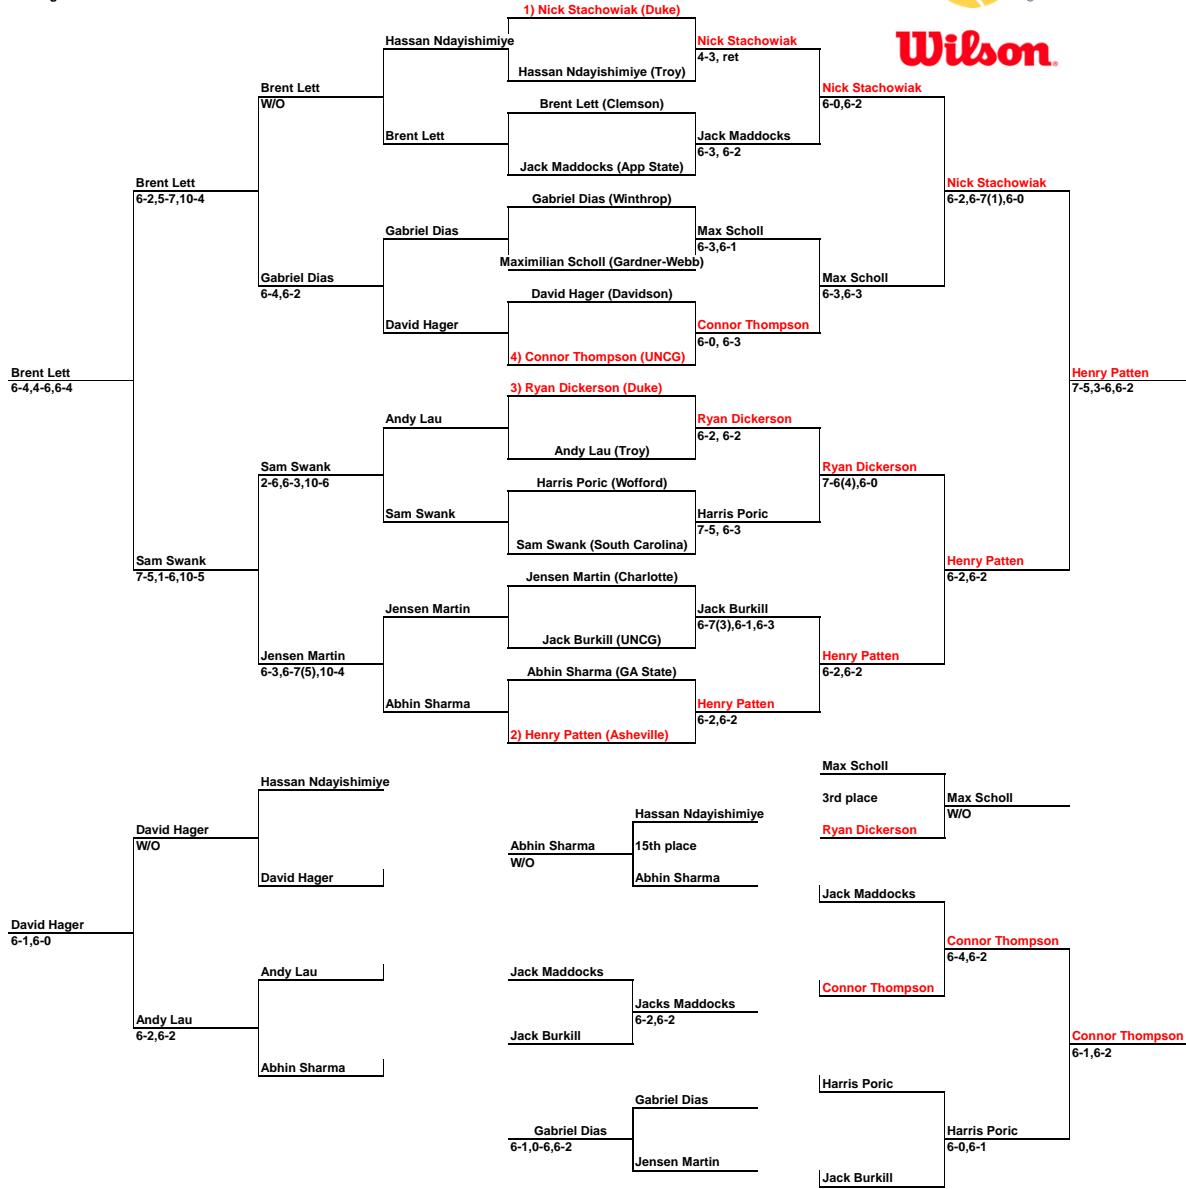 1) Nick Stachowiak (Duke)
Hassan Ndayishimiye
Nick Stachowiak
4-3, ret
Wilson
Hassan Ndayishimiye (Troy)
Brent Lett
W/O
Nick Stachowiak
6-0,6-2
Brent Lett (Clemson)
Brent Lett
Jack Maddocks
6-3, 6-2
Jack Maddocks (App State)
Brent Lett
6-2,5-7,10-4
Nick Stachowiak
6-2,6-7(1),6-0
Gabriel Dias (Winthrop)
Gabriel Dias
Max Scholl
6-3,6-1
Maximilian Scholl (Gardner-Webb)
Gabriel Dias
6-4,6-2
Max Scholl
6-3,6-3
David Hager (Davidson)
David Hager
Connor Thompson
6-0, 6-3
4) Connor Thompson (UNCG)
Brent Lett
6-4,4-6,6-4
Henry Patten
7-5,3-6,6-2
3) Ryan Dickerson (Duke)
Andy Lau
Ryan Dickerson
6-2, 6-2
Andy Lau (Troy)
Sam Swank
2-6,6-3,10-6
Ryan Dickerson
7-6(4),6-0
Harris Poric (Wofford)
Sam Swank
Harris Poric
7-5, 6-3
Sam Swank (South Carolina)
Sam Swank
7-5,1-6,10-5
Henry Patten
6-2,6-2
Jensen Martin (Charlotte)
Jensen Martin
Jack Burkill
6-7(3),6-1,6-3
Jack Burkill (UNCG)
Jensen Martin
6-3,6-7(5),10-4
Henry Patten
6-2,6-2
Abhin Sharma (GA State)
Abhin Sharma
Henry Patten
6-2,6-2
2) Henry Patten (Asheville)
Max Scholl
Hassan Ndayishimiye
3rd place
Max Scholl
W/O
Hassan Ndayishimiye
David Hager
W/O
Ryan Dickerson
Abhin Sharma
W/O
15th place
David Hager
Abhin Sharma
Jack Maddocks
David Hager
6-1,6-0
Connor Thompson
6-4,6-2
Andy Lau
Jack Maddocks
Connor Thompson
Jacks Maddocks
6-2,6-2
Andy Lau
6-2,6-2
Jack Burkill
Connor Thompson
6-1,6-2
Abhin Sharma
Harris Poric
Gabriel Dias
Gabriel Dias
6-1,0-6,6-2
Harris Poric
6-0,6-1
Jensen Martin
Jack Burkill